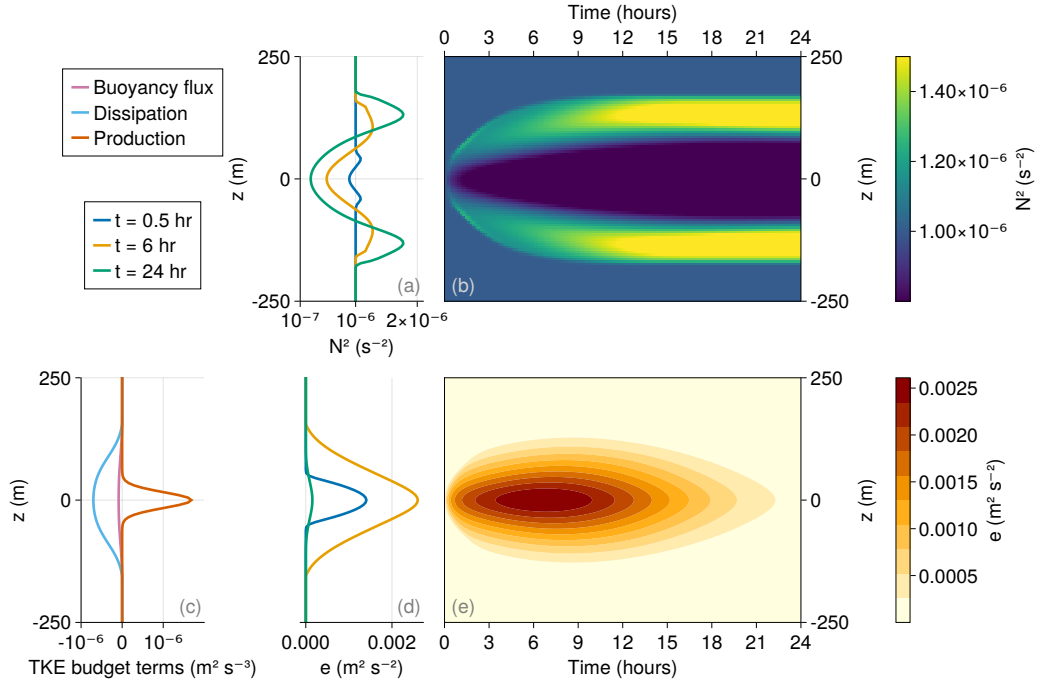 Time (hours)
0 3 6 9 12 15 18 21 24
Buoyancy flux
Dissipation
Production
t = 0.5 hr
t = 6 hr
t = 24 hr
250
0
-250
z (m)
10⁻⁷ 10⁻⁶ 2×10⁻⁶
N² (s⁻²)
(a)
(b)
250
0
-250
z (m)
1.40×10⁻⁶
1.20×10⁻⁶
1.00×10⁻⁶
N² (s⁻²)
250
0
-250
z (m)
-10⁻⁶ 0 10⁻⁶
TKE budget terms (m² s⁻³)
(c)
250
0
-250
0.000 0.002
e (m² s⁻²)
(d)
(e)
0 3 6 9 12 15 18 21 24
Time (hours)
250
0
-250
z (m)
0.0025
0.0020
0.0015
0.0010
0.0005
e (m² s⁻²)